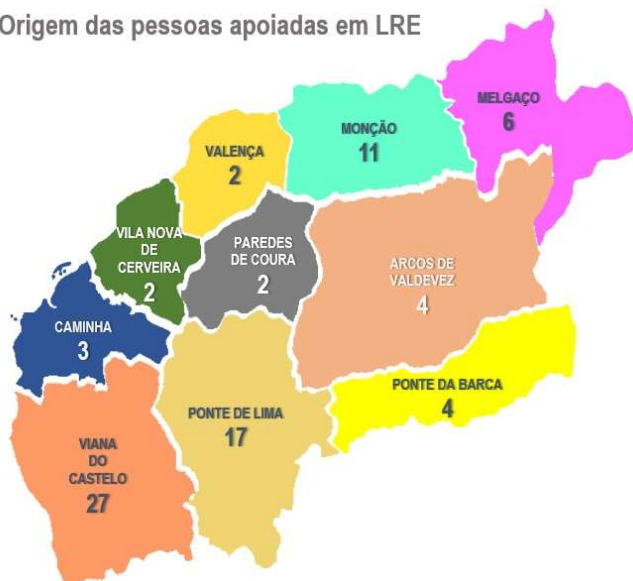 Origem das pessoas apoiadas em LRE
MELGAÇO
6
MONÇÃO
11
VALENÇA
2
VILA NOVA
DE
CERVEIRA
2
PAREDES
DE COURA
2
ARCOS DE
VALDEVEZ
4
CAMINHA
3
PONTE DA BARCA
4
PONTE DE LIMA
17
VIANA
DO
CASTELO
27